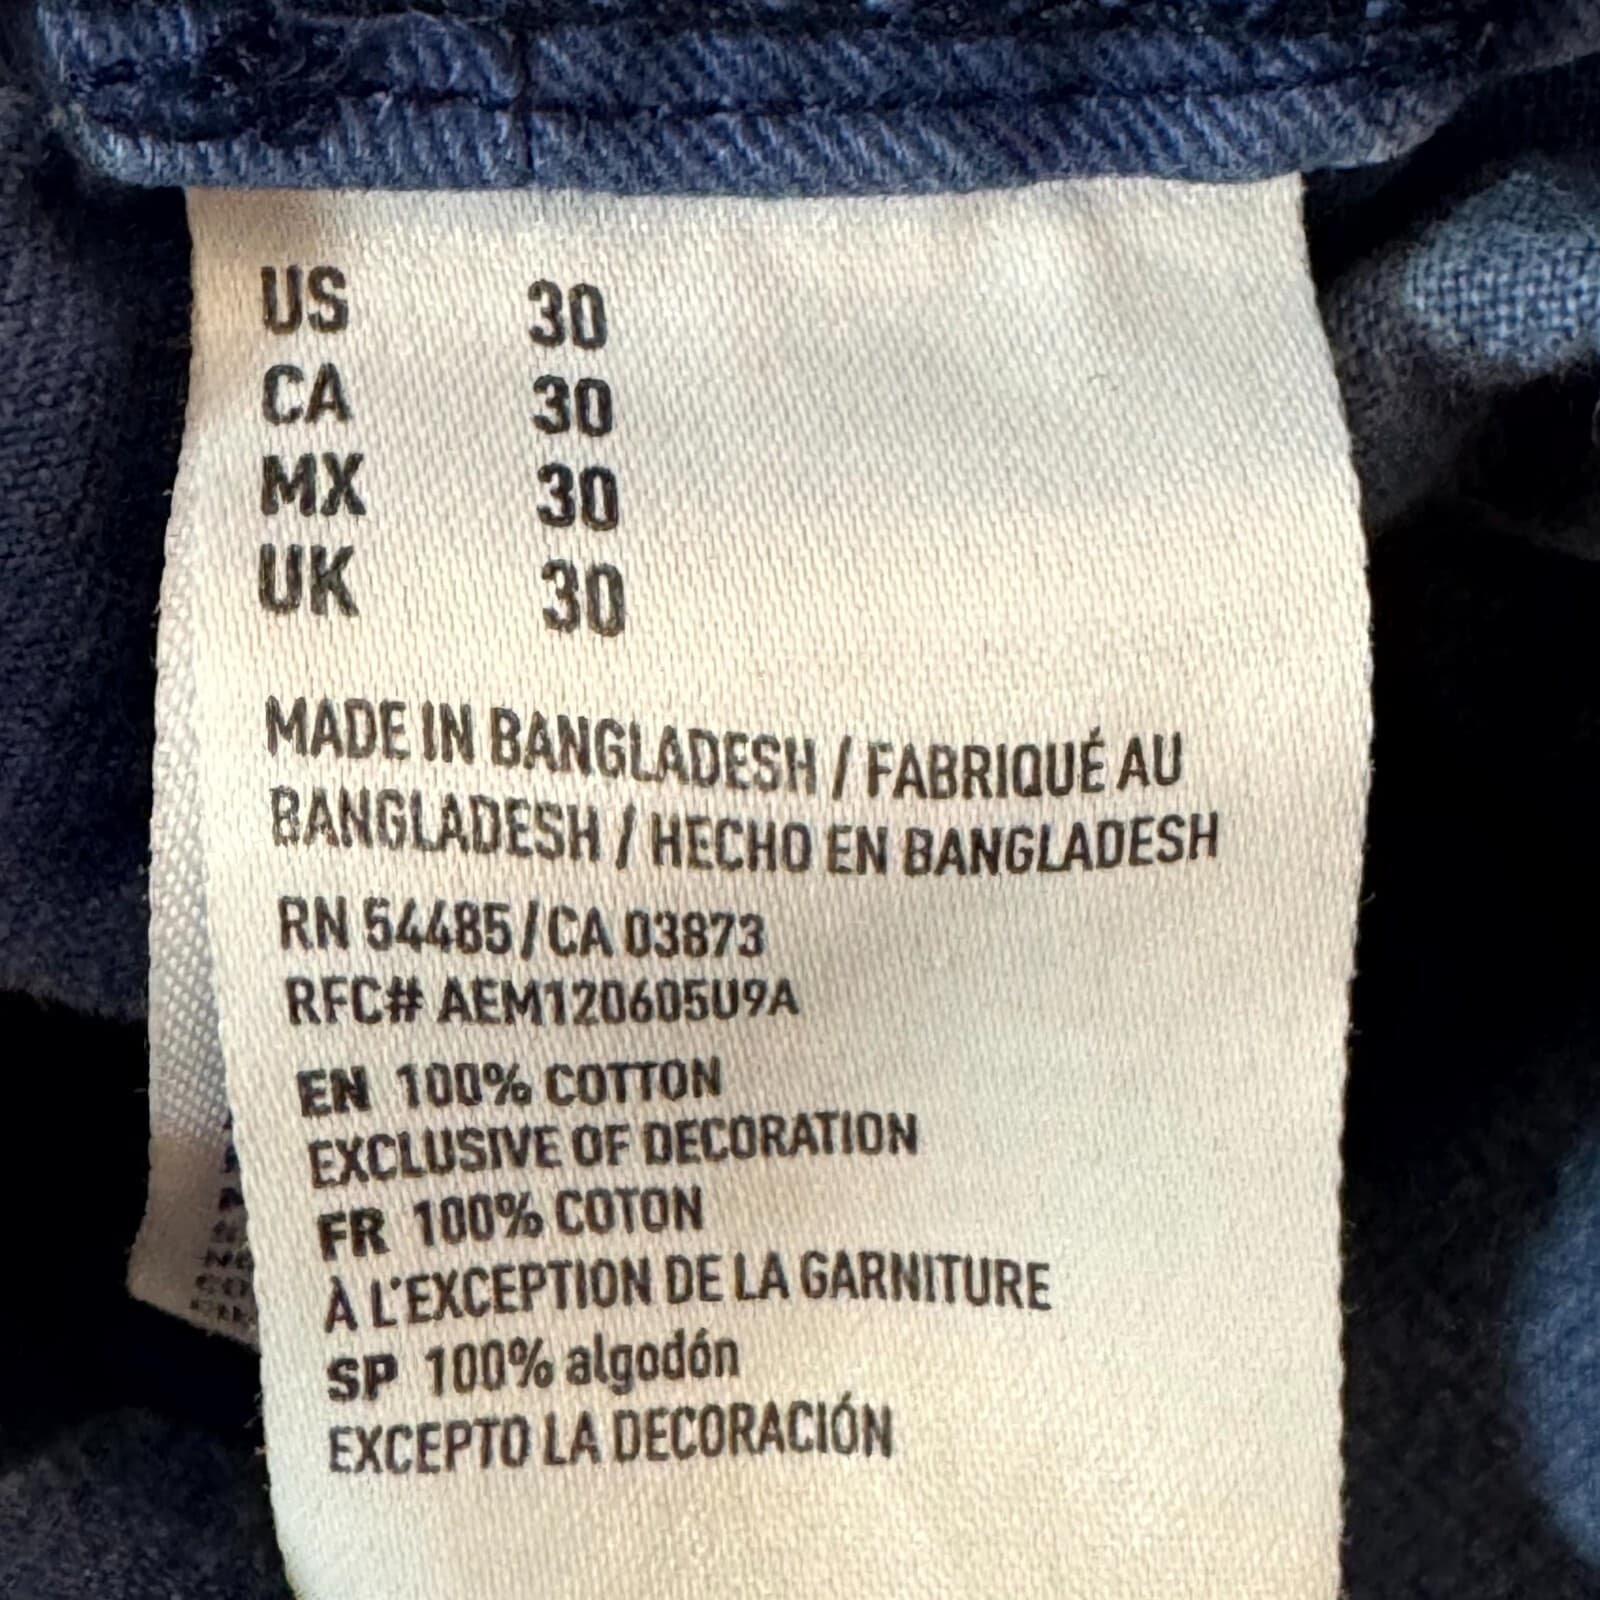 US 30
CA 30
MX 30
UK 30
MADE IN BANGLADESH / FABRIQUÉ AU
BANGLADESH / HECHO EN BANGLADESH
RN 54485/CA 03873
RFC# AEM120605U9A
EN 100% COTTON
EXCLUSIVE OF DECORATION
FR 100% COTON
À L'EXCEPTION DE LA GARNITURE
SP 100% algodón
EXCEPTO LA DECORACIÓN